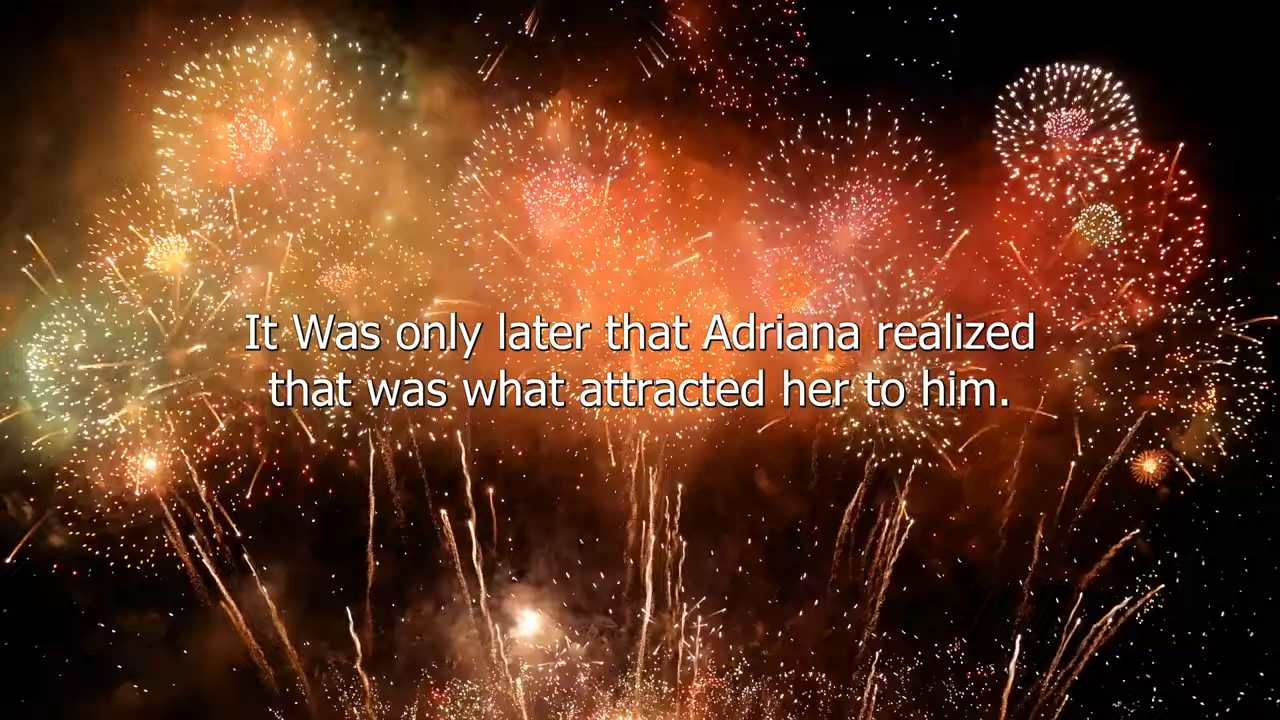 It Was only later that Adriana realized
that was what attracted her to him.